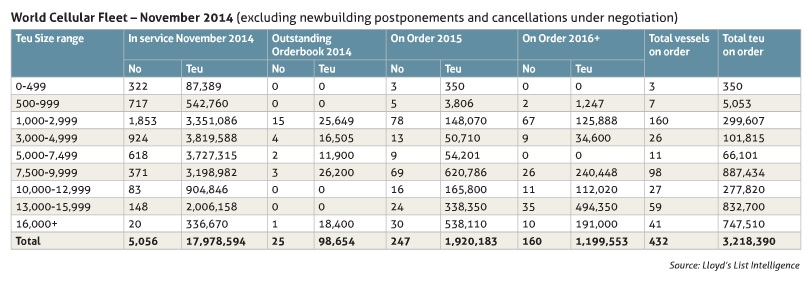 World Cellular Fleet – November 2014 (excluding newbuilding postponements and cancellations under negotiation)
Teu Size range In service November 2014 Outstanding Orderbook 2014 On Order 2015 On Order 2016+ Total vessels on order Total teu on order
No Teu No Teu No Teu No Teu No Teu
0-499 322 87,389 0 0 3 350 0 0 3 350
500-999 717 542,760 0 0 5 3,806 2 1,247 7 5,053
1,000-2,999 1,853 3,351,086 15 25,649 78 148,070 67 125,888 160 299,607
3,000-4,999 924 3,819,588 4 16,505 13 50,710 9 34,600 26 101,815
5,000-7,499 618 3,727,315 2 11,900 9 54,201 0 0 11 66,101
7,500-9,999 371 3,198,982 3 26,200 69 620,786 26 240,448 98 887,434
10,000-12,999 83 904,846 0 0 16 165,800 11 112,020 27 277,820
13,000-15,999 148 2,006,158 0 0 24 338,350 35 494,350 59 832,700
16,000+ 20 336,670 1 18,400 30 538,110 10 191,000 41 747,510
Total 5,056 17,978,594 25 98,654 247 1,920,183 160 1,199,553 432 3,218,390
Source: Lloyd's List Intelligence